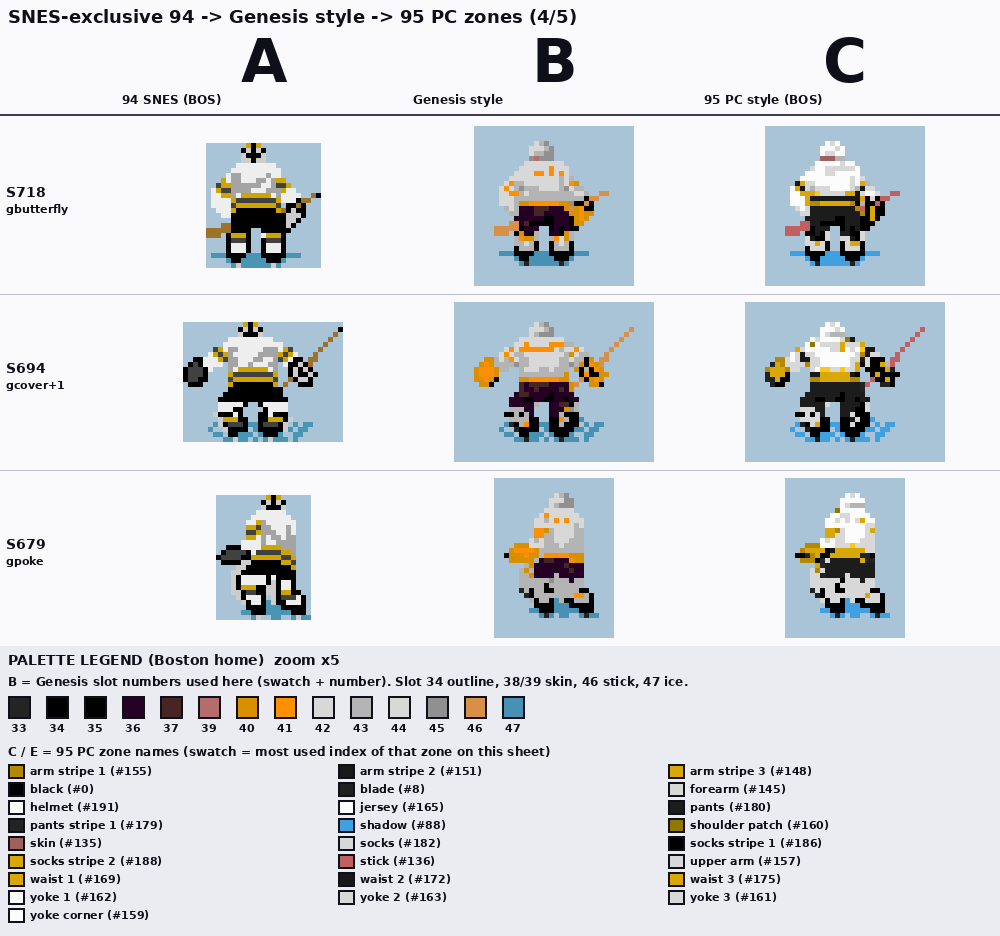 SNES-exclusive 94 -> Genesis style -> 95 PC zones (4/5)
A B C
94 SNES (BOS) Genesis style 95 PC style (BOS)
S718
gbutterfly
S694
gcover+1
S679
gpoke
PALETTE LEGEND (Boston home) zoom x5
B = Genesis slot numbers used here (swatch + number). Slot 34 outline, 38/39 skin, 46 stick, 47 ice.
33 34 35 36 37 39 40 41 42 43 44 45 46 47
C / E = 95 PC zone names (swatch = most used index of that zone on this sheet)
arm stripe 1 (#155) arm stripe 2 (#151) arm stripe 3 (#148)
black (#0) blade (#8) forearm (#145)
helmet (#191) jersey (#165) pants (#180)
pants stripe 1 (#179) shadow (#88) shoulder patch (#160)
skin (#135) socks (#182) socks stripe 1 (#186)
socks stripe 2 (#188) stick (#136) upper arm (#157)
waist 1 (#169) waist 2 (#172) waist 3 (#175)
yoke 1 (#162) yoke 2 (#163) yoke 3 (#161)
yoke corner (#159)